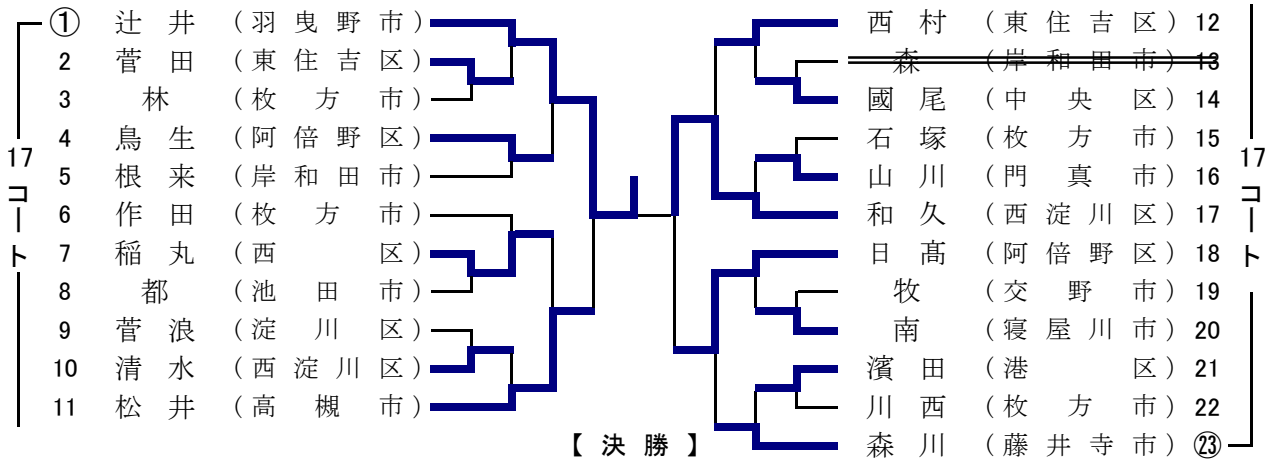 ① 辻井 (羽曳野市)
2 菅田 (東住吉区)
3 林 (枚方市)
4 鳥生 (阿倍野区)
5 根来 (岸和田市)
6 作田 (枚方市)
7 稲丸 (西区)
8 都 (池田市)
9 菅浪 (淀川区)
10 清水 (西淀川区)
11 松井 (高槻市)
17コート
西村 (東住吉区) 12
森 (岸和田市) 13
國尾 (中央区) 14
石塚 (枚方市) 15
山川 (門真市) 16
和久 (西淀川区) 17
日髙 (阿倍野区) 18
牧 (交野市) 19
南 (寝屋川市) 20
濱田 (港区) 21
川西 (枚方市) 22
森川 (藤井寺市) ㉓
17コート
【決勝】